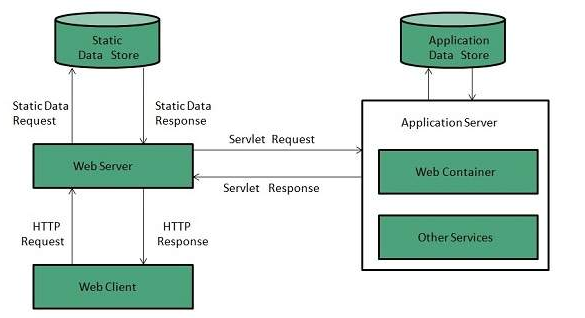 Static
Data Store
Application
Data Store
Static Data
Request
Static Data
Response
Application Server
Servlet Request
Web Server
Web Container
Servlet Response
HTTP
Request
HTTP
Response
Other Services
Web Client